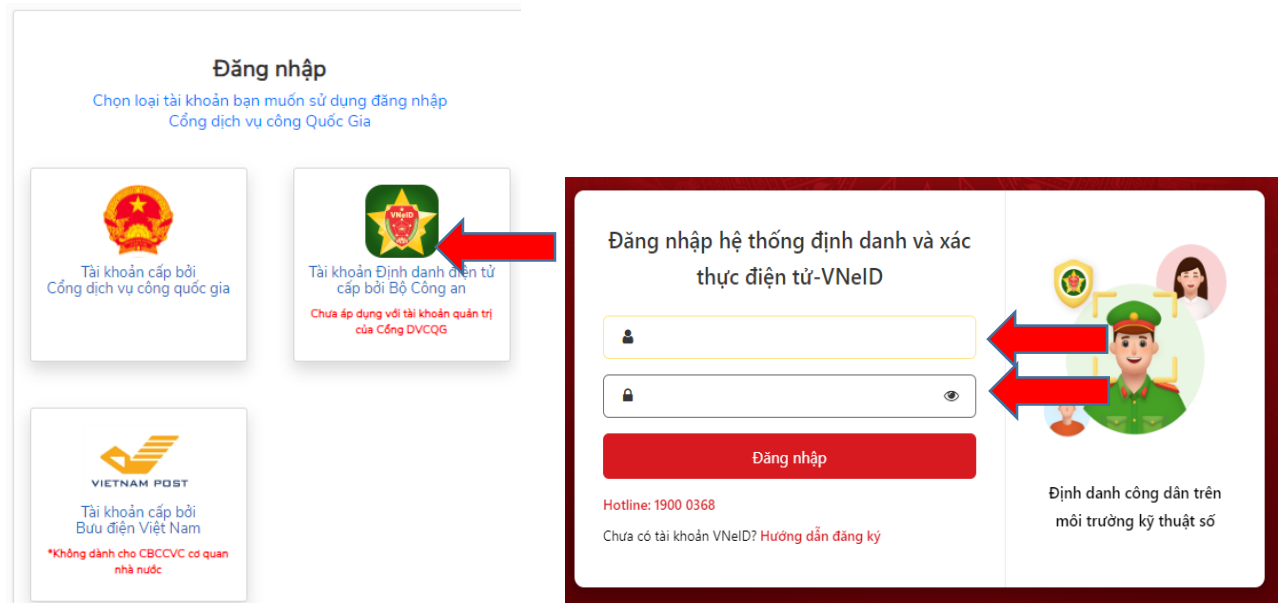 Đăng nhập
Chọn loại tài khoản bạn muốn sử dụng đăng nhập
Cổng dịch vụ công Quốc Gia
Tài khoản cấp bởi
Cổng dịch vụ công quốc gia
VNeID
Tài khoản Định danh điện tử
cấp bởi Bộ Công an
Chưa áp dụng với tài khoản quản trị
của Cổng DVCQG
VIETNAM POST
Tài khoản cấp bởi
Bưu điện Việt Nam
*Không dành cho CBCCVC cơ quan
nhà nước
Đăng nhập hệ thống định danh và xác
thực điện tử-VNeID
Đăng nhập
Hotline: 1900 0368
Chưa có tài khoản VNeID? Hướng dẫn đăng ký
Định danh công dân trên
môi trường kỹ thuật số